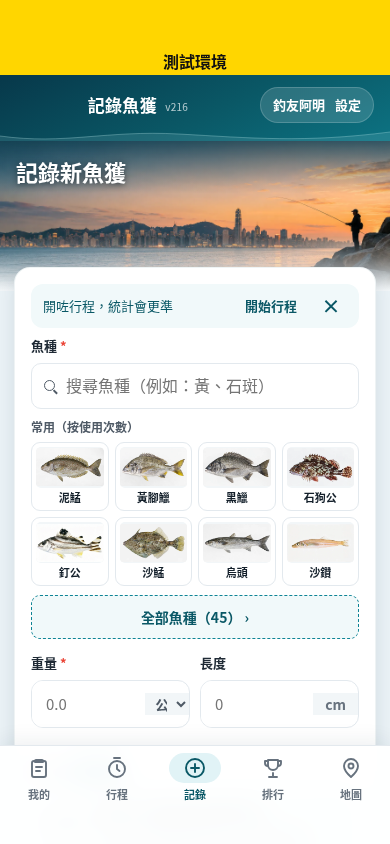 測試環境
記錄魚獲 v216 釣友阿明 設定
記錄新魚獲
開咗行程，統計會更準 開始行程 ✕
魚種 *
搜尋魚種（例如：黃、石斑）
常用（按使用次數）
泥鯭 黃腳鱲 黑鱲 石狗公
釘公 沙鯭 烏頭 沙鑽
全部魚種（45） ›
重量 * 長度
0.0 公 0 cm
我的 行程 記錄 排行 地圖